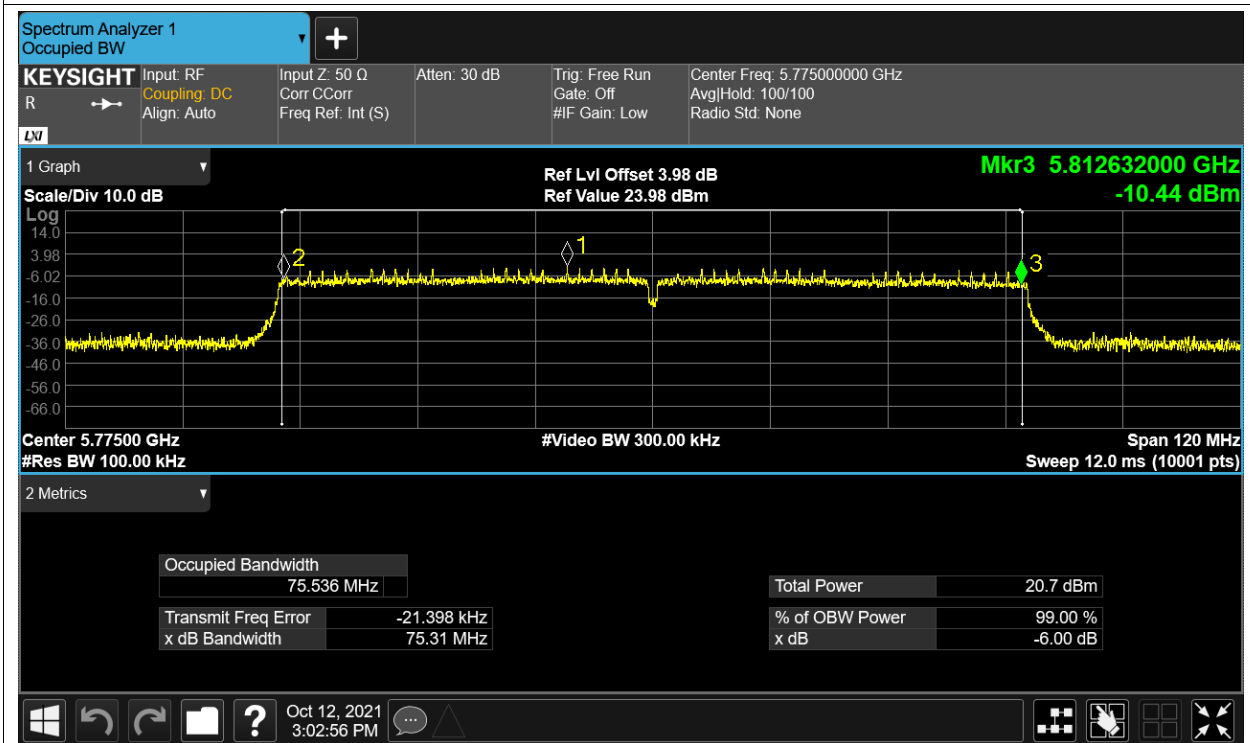 Spectrum Analyzer 1
Occupied BW
KEYSIGHT
R
LXI
Input: RF
Coupling: DC
Align: Auto
Input Z: 50 Ω
Corr CCorr
Freq Ref: Int (S)
Atten: 30 dB
Trig: Free Run
Gate: Off
#IF Gain: Low
Center Freq: 5.775000000 GHz
Avg|Hold: 100/100
Radio Std: None
1 Graph
Scale/Div 10.0 dB
Ref Lvl Offset 3.98 dB
Ref Value 23.98 dBm
Mkr3 5.812632000 GHz
-10.44 dBm
Log
14.0
3.98
-6.02
-16.0
-26.0
-36.0
-46.0
-56.0
-66.0
2
1
3
Center 5.77500 GHz
#Video BW 300.00 kHz
Span 120 MHz
#Res BW 100.00 kHz
Sweep 12.0 ms (10001 pts)
2 Metrics
Occupied Bandwidth
75.536 MHz
Transmit Freq Error -21.398 kHz
x dB Bandwidth 75.31 MHz
Total Power 20.7 dBm
% of OBW Power 99.00 %
x dB -6.00 dB
?
Oct 12, 2021
3:02:56 PM